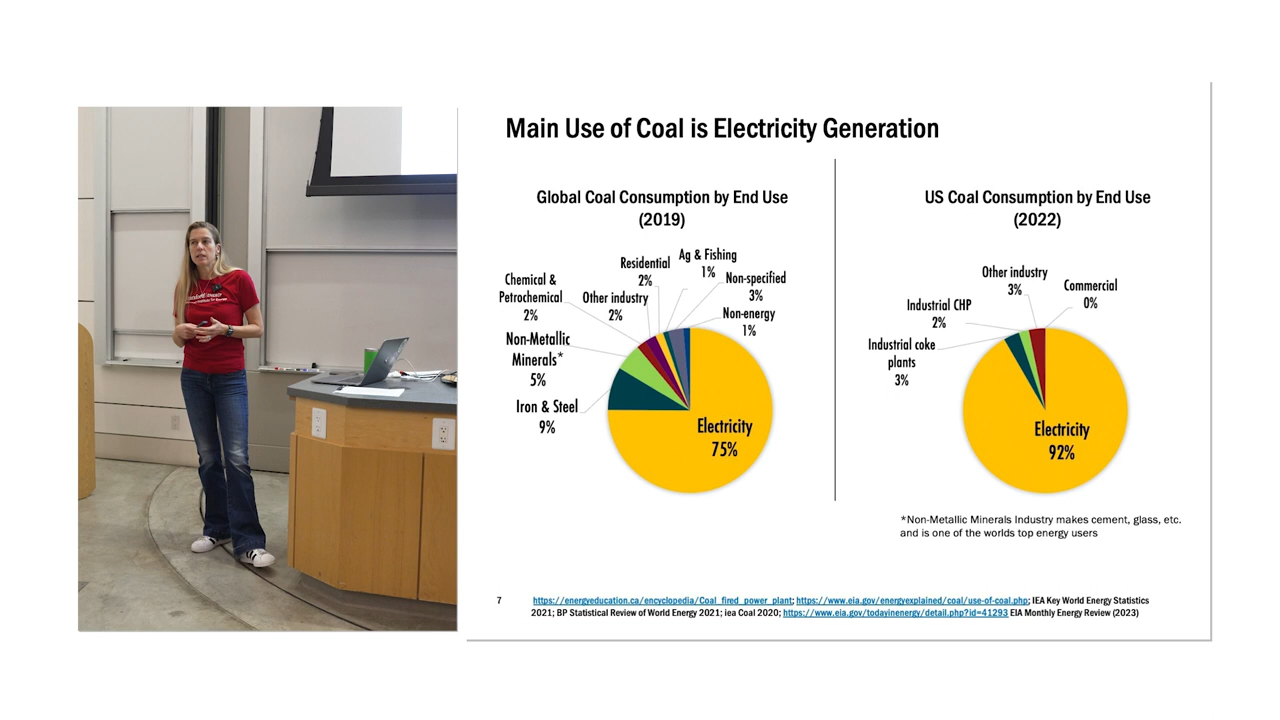 Main Use of Coal is Electricity Generation
Global Coal Consumption by End Use
(2019)
Ag & Fishing
1%
Residential
2%
Non-specified
3%
Chemical &
Petrochemical
2%
Other industry
2%
Non-energy
1%
Non-Metallic
Minerals*
5%
Iron & Steel
9%
Electricity
75%
US Coal Consumption by End Use
(2022)
Other industry
3%
Commercial
0%
Industrial CHP
2%
Industrial coke
plants
3%
Electricity
92%
*Non-Metallic Minerals Industry makes cement, glass, etc.
and is one of the worlds top energy users
7
https://energyeducation.ca/encyclopedia/Coal_fired_power_plant; https://www.eia.gov/energyexplained/coal/use-of-coal.php; IEA Key World Energy Statistics
2021; BP Statistical Review of World Energy 2021; iea Coal 2020; https://www.eia.gov/todayinenergy/detail.php?id=41293 EIA Monthly Energy Review (2023)